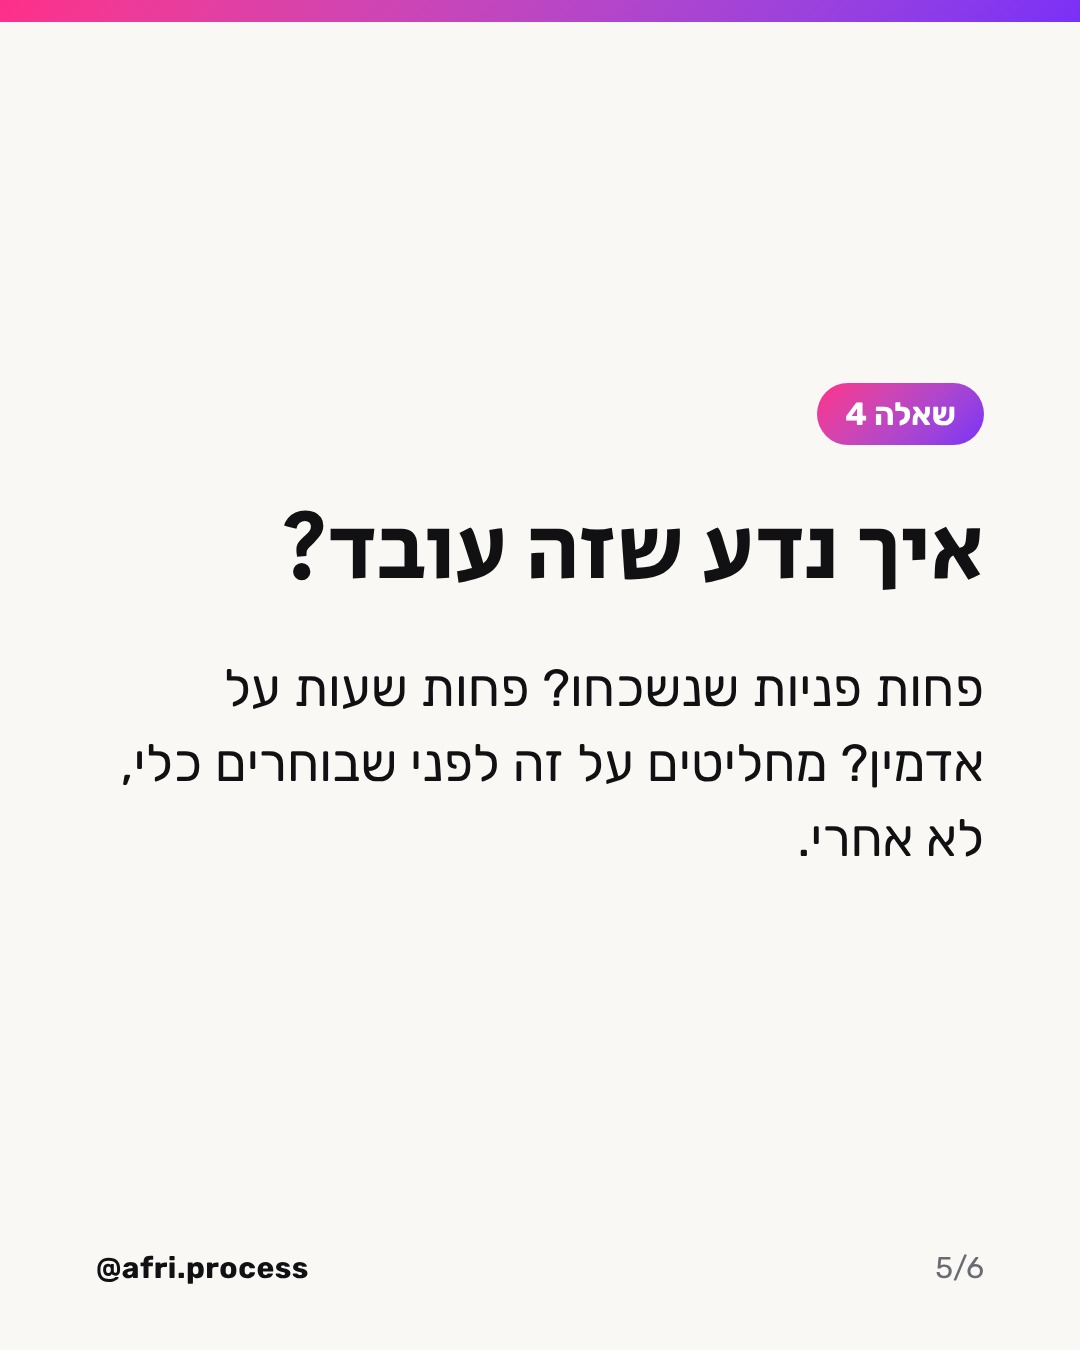 שאלה 4
איך נדע שזה עובד?
פחות פניות שנשכחו? פחות שעות על
אדמין? מחליטים על זה לפני שבוחרים כלי,
לא אחרי.
@afri.process
5/6